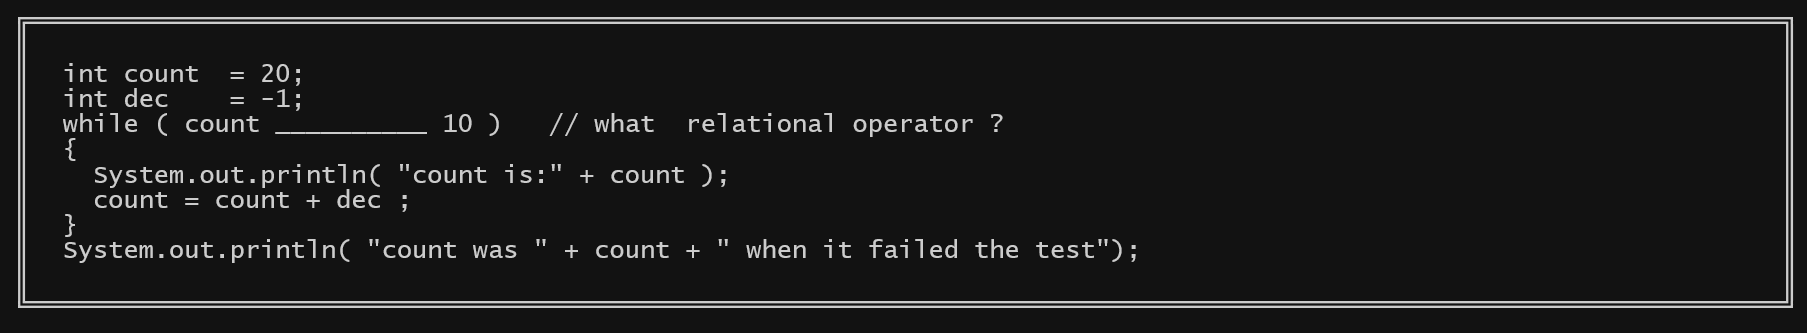 int count  = 20;
int dec    = -1;
while ( count __________ 10 )   // what  relational operator ?
{
  System.out.println( "count is:" + count );
  count = count + dec ;
}
System.out.println( "count was " + count + " when it failed the test");